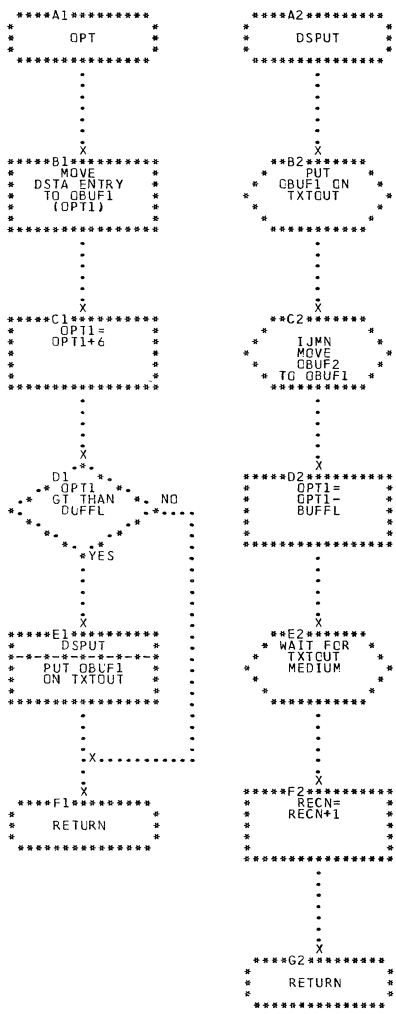 A1
OPT
B1
MOVE
DSTA ENTRY
TO OBUF1
(OPT1)
C1
OPT1=
OPT1+6
D1
OPT1
GT THAN
DUFFL
NO
YES
E1
DSPUT
PUT OBUF1
ON TXTOUT
F1
RETURN
A2
DSPUT
B2
PUT
OBUF1 ON
TXTOUT
C2
IJMN
MOVE
OBUF2
TO OBUF1
D2
OPT1=
OPT1-
BUFFL
E2
WAIT FOR
TXTOUT
MEDIUM
F2
RECN=
RECN+1
G2
RETURN